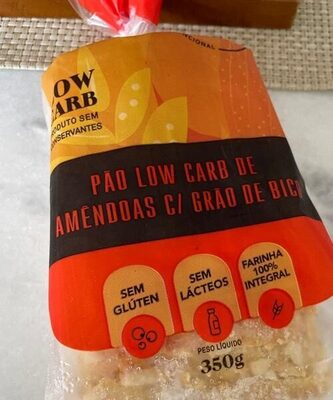 LOW
CARB
PRODUTO SEM
CONSERVANTES
PÃO LOW CARB DE
AMÊNDOAS C/ GRÃO DE BICO
SEM
GLÚTEN
SEM
LÁCTEOS
FARINHA
100%
INTEGRAL
PESO LÍQUIDO
350g